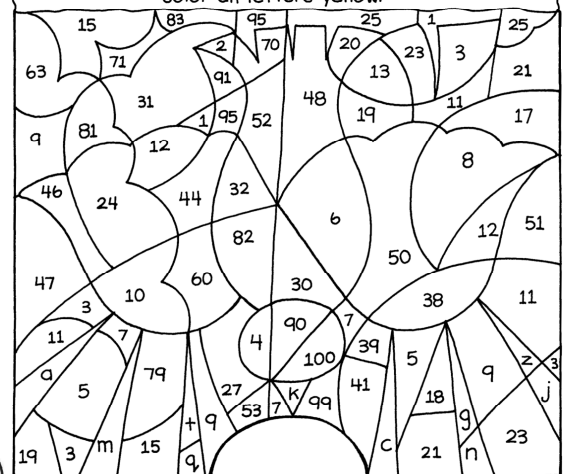 color all letters yellow.
15 83 95 25 1 25
63 71 2 70 20 23 13 3 21
91
31 48
9 81 1 95 52 19 11 17
12
46 24 44 32 6 8
82 50 12 51
47 10 60 30 38 11
3 90 7
11 7 4 100 39 5 9 z 3
a 5 79 27 k 41 j
53 7 99 18
t 9 g
19 3 m 15 q c 21 n 23